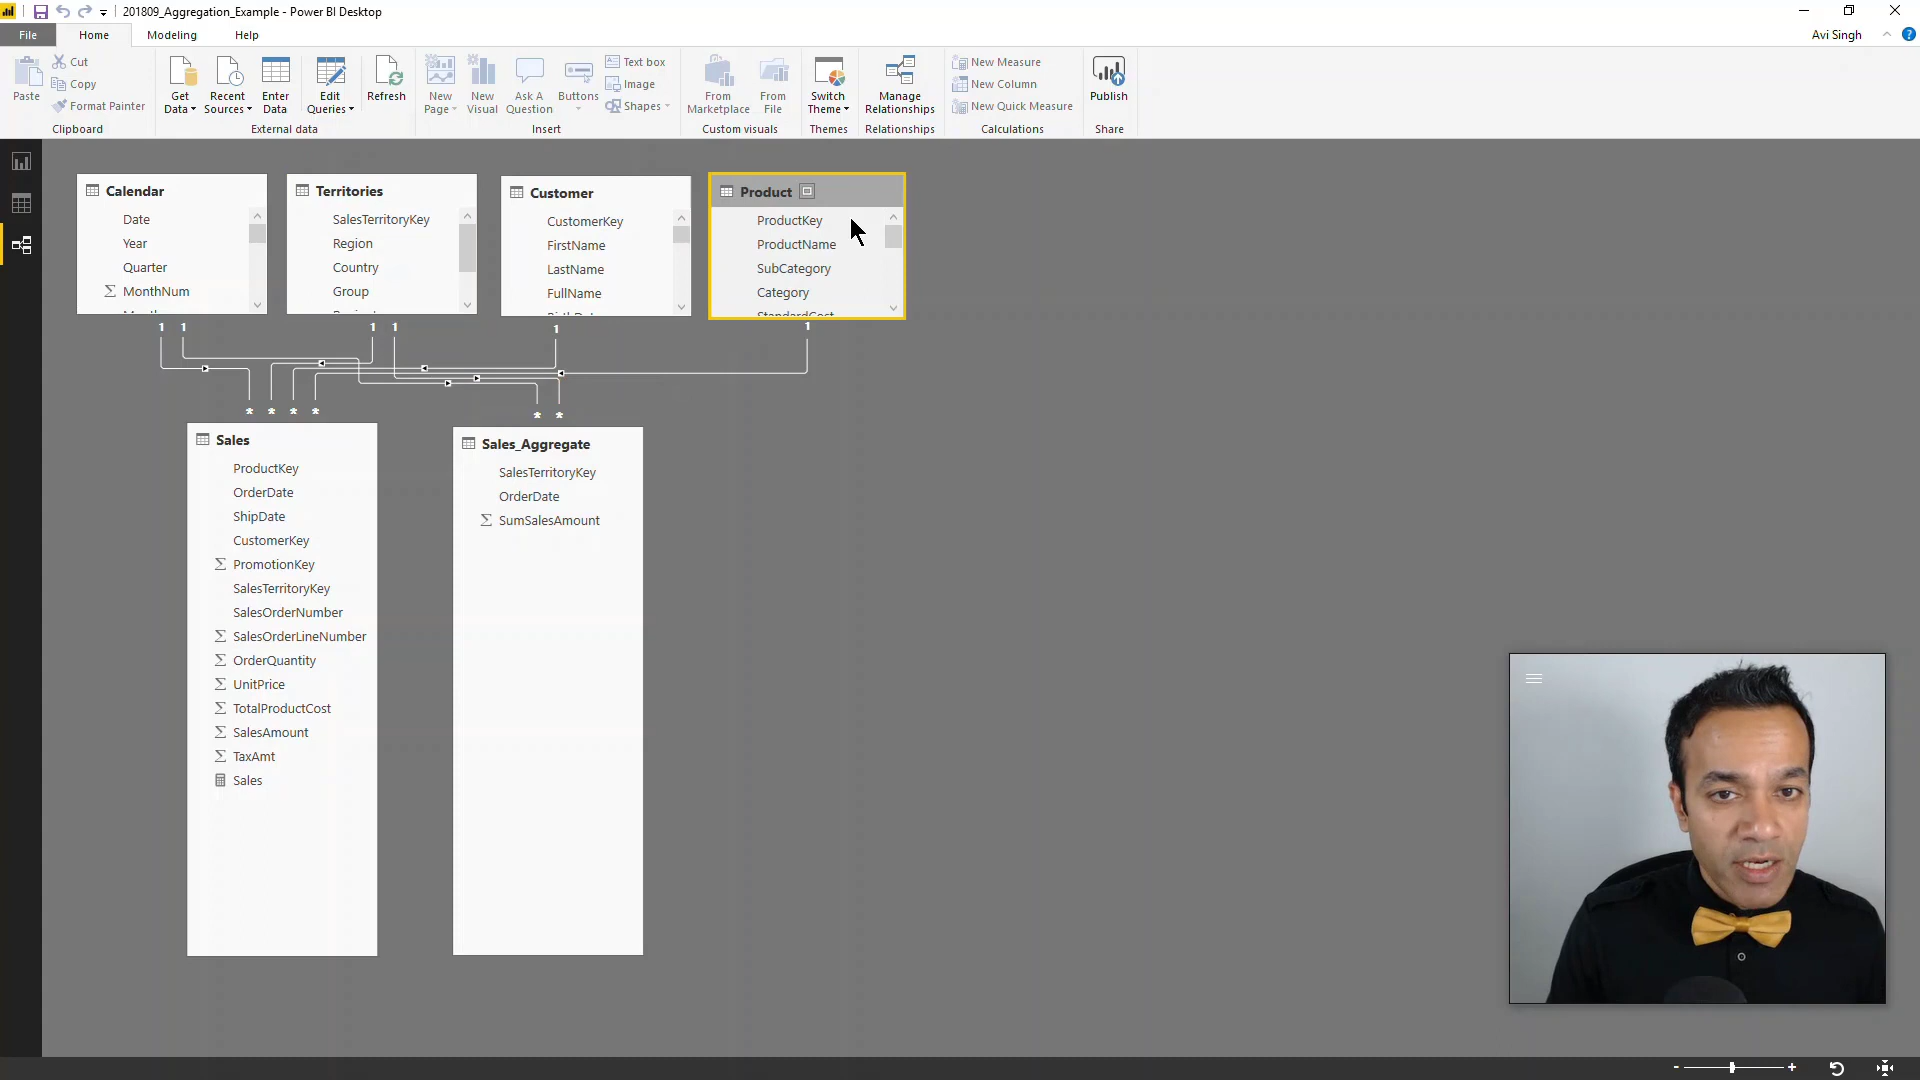 201809_Aggregation_Example - Power BI Desktop
File
Home
Modeling
Help
Avi Singh
?
Paste
Cut
Copy
Format Painter
Clipboard
Get Data
Recent Sources
Enter Data
Edit Queries
Refresh
External data
New Page
New Visual
Ask A Question
Buttons
Text box
Image
Shapes
Insert
From Marketplace
From File
Custom visuals
Switch Theme
Themes
Manage Relationships
Relationships
New Measure
New Column
New Quick Measure
Calculations
Publish
Share
Calendar
Date
Year
Quarter
Σ MonthNum
Territories
SalesTerritoryKey
Region
Country
Group
Customer
CustomerKey
FirstName
LastName
FullName
Product
ProductKey
ProductName
SubCategory
Category
StandardCost
1 1 1 1 1 1
* * * * * *
Sales
ProductKey
OrderDate
ShipDate
CustomerKey
Σ PromotionKey
SalesTerritoryKey
SalesOrderNumber
Σ SalesOrderLineNumber
Σ OrderQuantity
Σ UnitPrice
Σ TotalProductCost
Σ SalesAmount
Σ TaxAmt
Sales
Sales_Aggregate
SalesTerritoryKey
OrderDate
Σ SumSalesAmount
- +